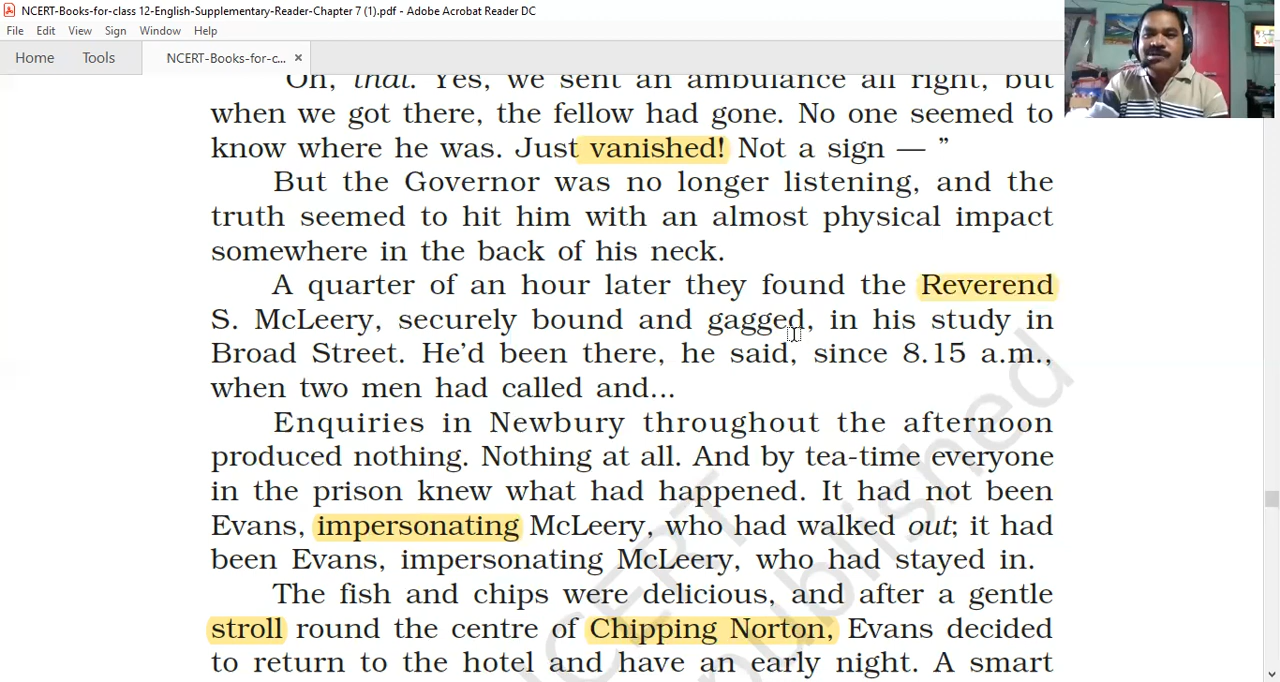 NCERT-Books-for-class 12-English-Supplementary-Reader-Chapter 7 (1).pdf - Adobe Acrobat Reader DC
File Edit View Sign Window Help
Home Tools NCERT-Books-for-c... ×
"Oh, that. Yes, we sent an ambulance all right, but
when we got there, the fellow had gone. No one seemed to
know where he was. Just vanished! Not a sign — ”
But the Governor was no longer listening, and the
truth seemed to hit him with an almost physical impact
somewhere in the back of his neck.
A quarter of an hour later they found the Reverend
S. McLeery, securely bound and gagged, in his study in
Broad Street. He’d been there, he said, since 8.15 a.m.,
when two men had called and...
Enquiries in Newbury throughout the afternoon
produced nothing. Nothing at all. And by tea-time everyone
in the prison knew what had happened. It had not been
Evans, impersonating McLeery, who had walked out; it had
been Evans, impersonating McLeery, who had stayed in.
The fish and chips were delicious, and after a gentle
stroll round the centre of Chipping Norton, Evans decided
to return to the hotel and have an early night. A smart
NCERT
published